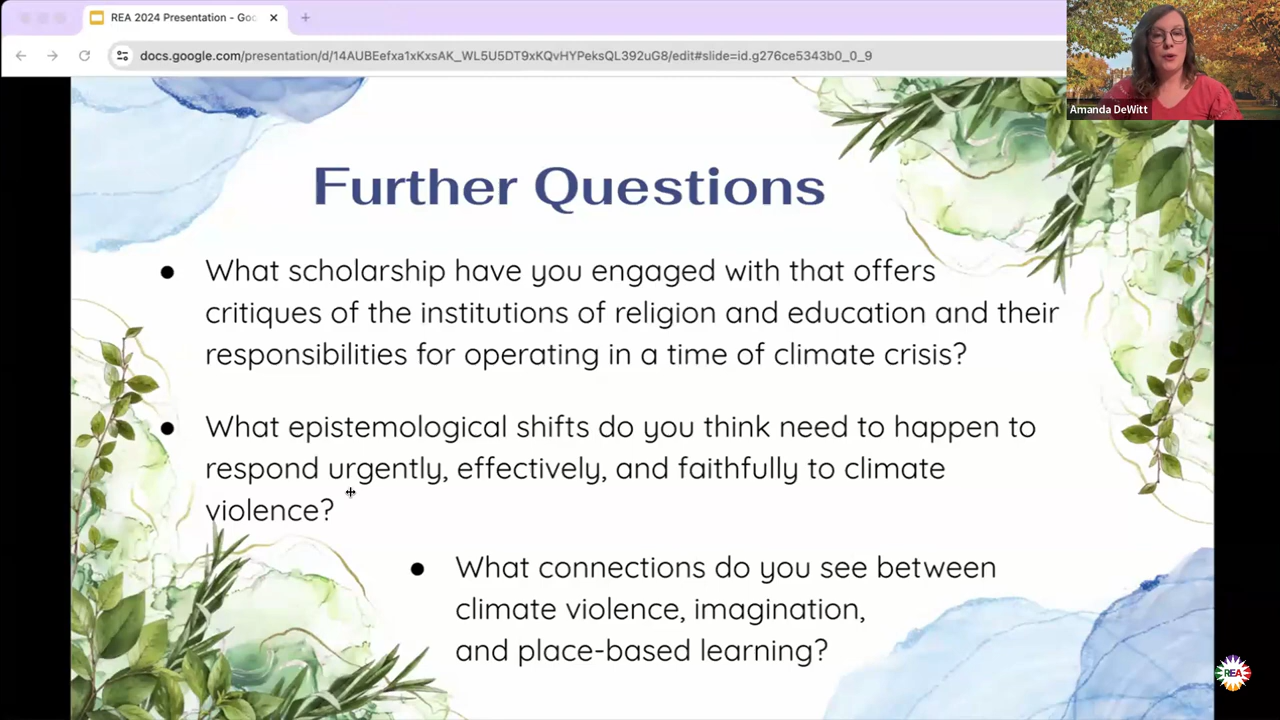 REA 2024 Presentation - Goo
docs.google.com/presentation/d/14AUBEefxa1xKxsAK_WL5U5DT9xKQvHYPeksQL392uG8/edit#slide=id.g276ce5343b0_0_9
Amanda DeWitt
Further Questions
● What scholarship have you engaged with that offers
critiques of the institutions of religion and education and their
responsibilities for operating in a time of climate crisis?
● What epistemological shifts do you think need to happen to
respond urgently, effectively, and faithfully to climate
violence?
● What connections do you see between
climate violence, imagination,
and place-based learning?
REA